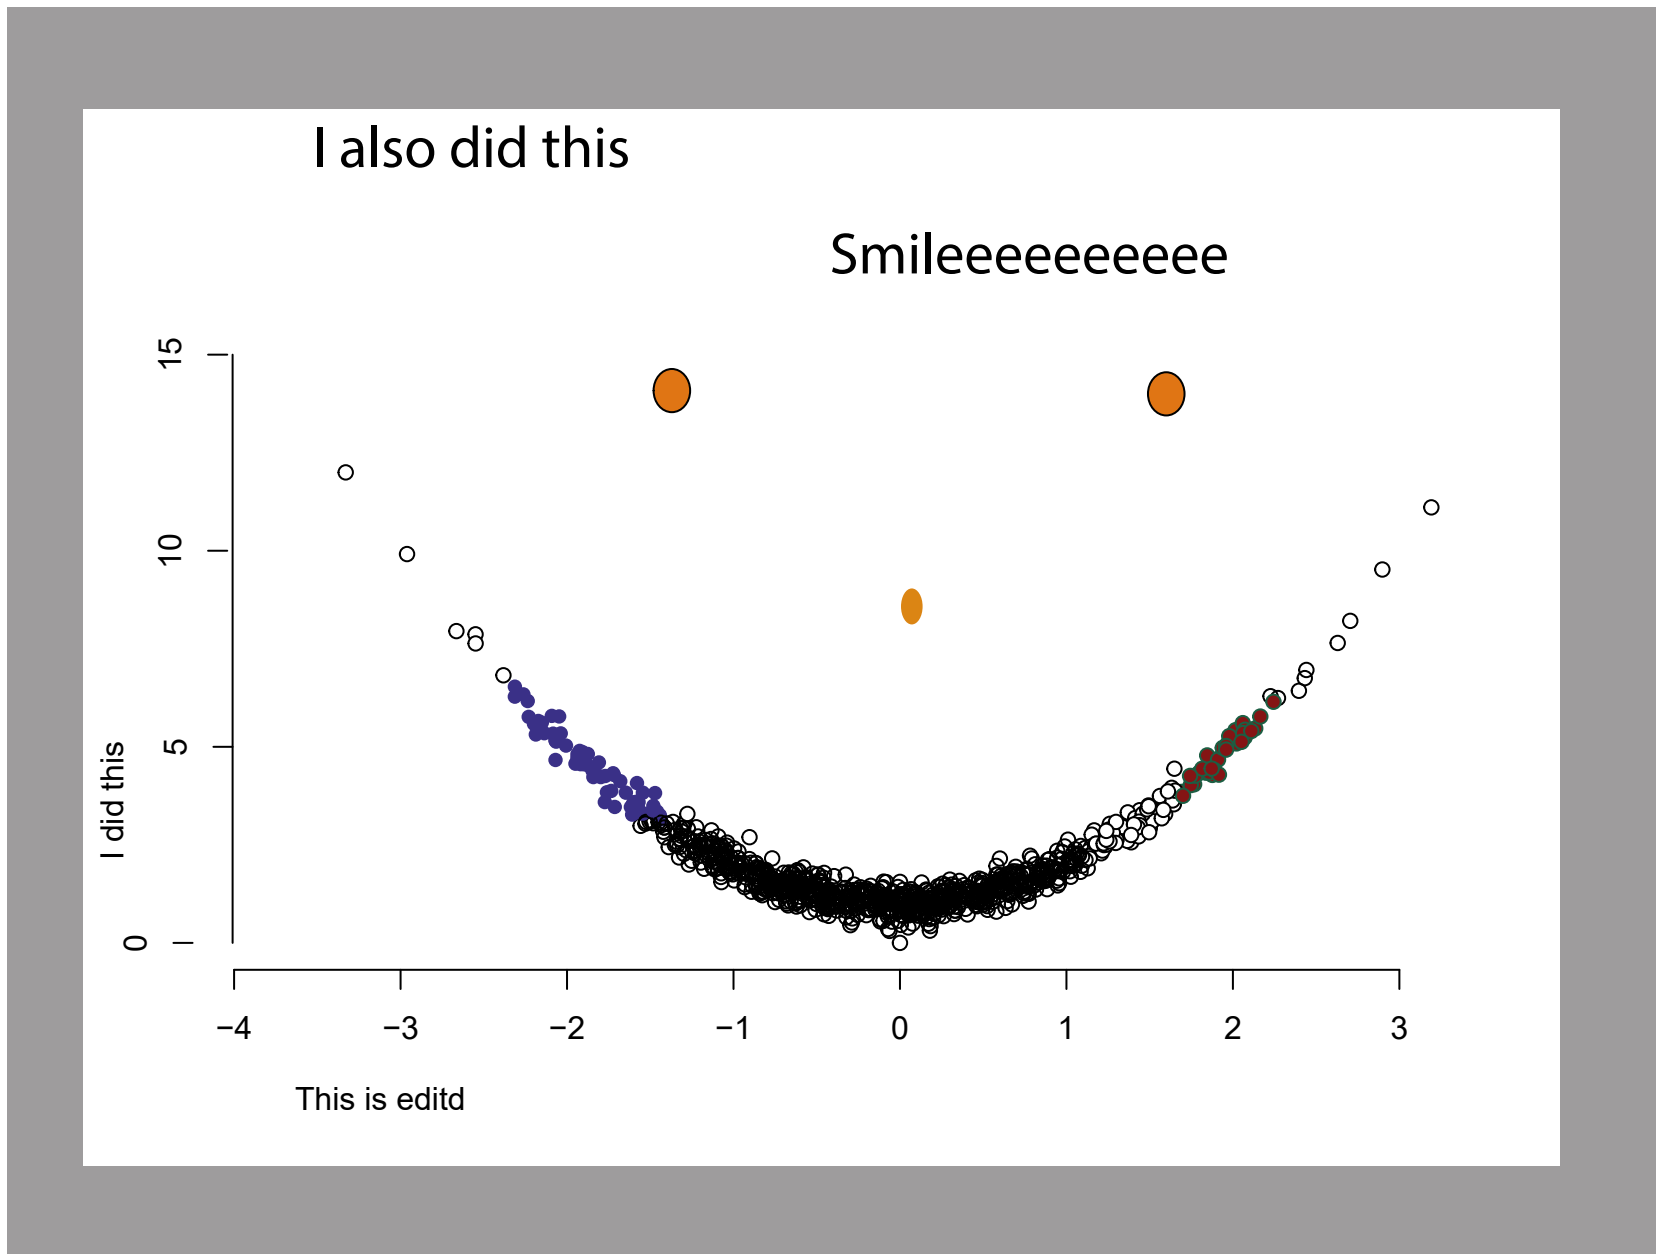 I also did this
Smileeeeeeeeeee
15
10
5
0
I did this
−4 −3 −2 −1 0 1 2 3
This is editd